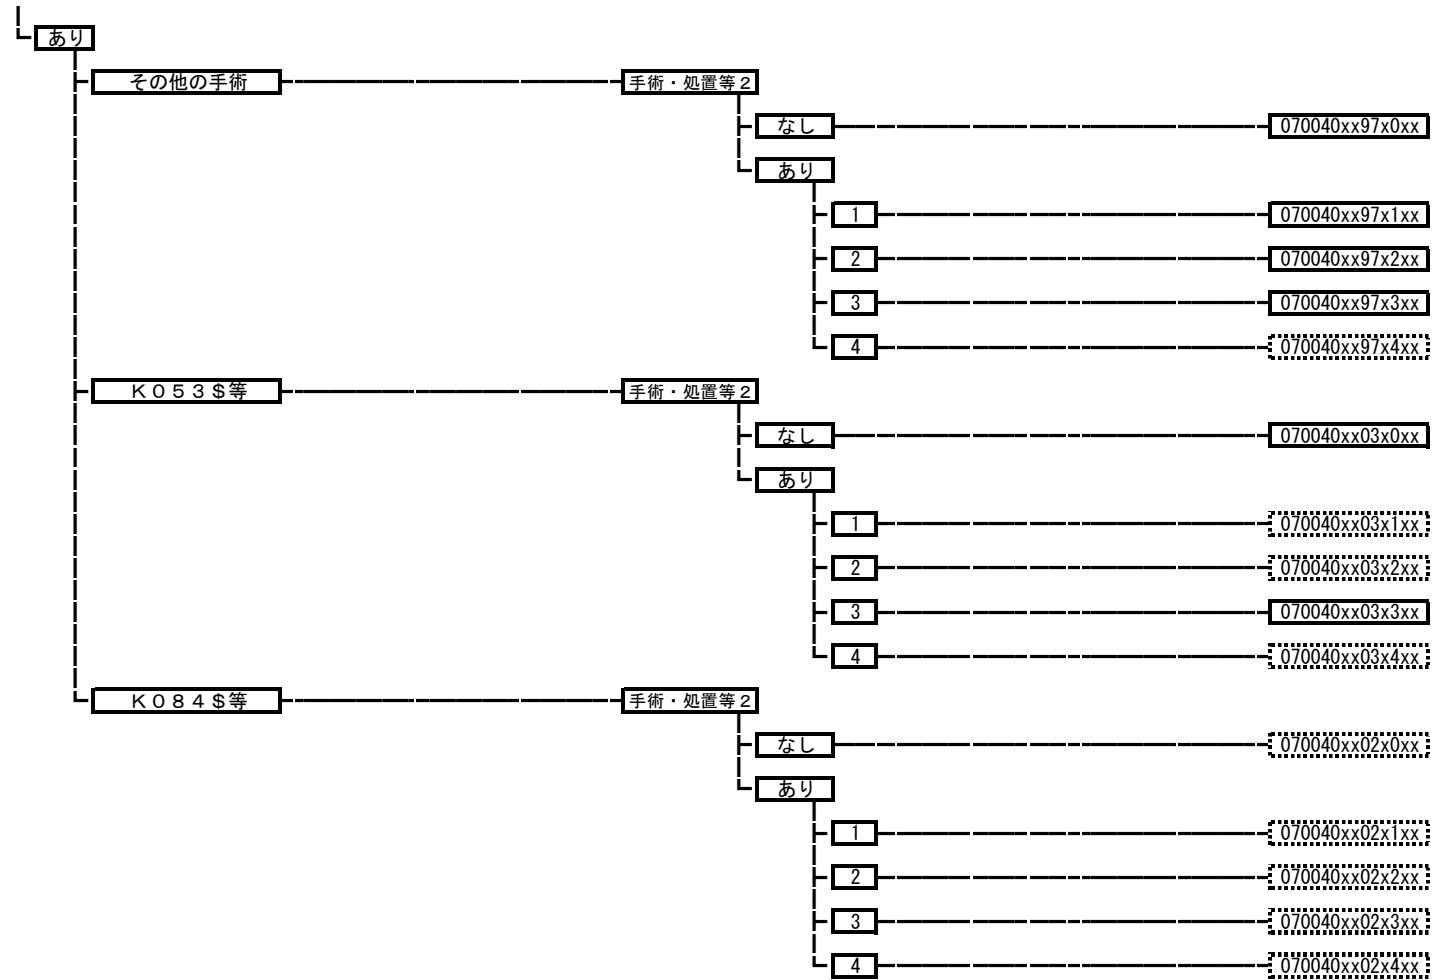 あり
その他の手術 手術・処置等２
なし 070040xx97x0xx
あり
1 070040xx97x1xx
2 070040xx97x2xx
3 070040xx97x3xx
4 070040xx97x4xx
Ｋ０５３＄等 手術・処置等２
なし 070040xx03x0xx
あり
1 070040xx03x1xx
2 070040xx03x2xx
3 070040xx03x3xx
4 070040xx03x4xx
Ｋ０８４＄等 手術・処置等２
なし 070040xx02x0xx
あり
1 070040xx02x1xx
2 070040xx02x2xx
3 070040xx02x3xx
4 070040xx02x4xx